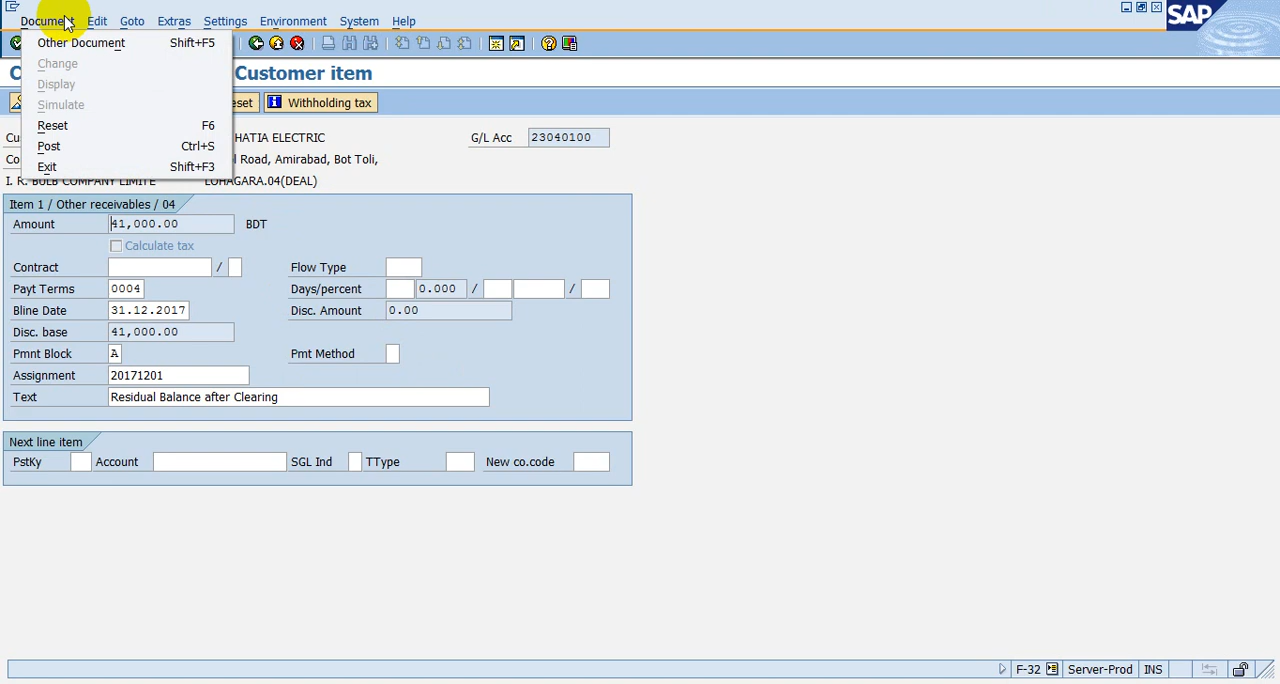 Document Edit Goto Extras Settings Environment System Help
SAP
Other Document Shift+F5
Change
Display
Simulate
Reset F6
Post Ctrl+S
Exit Shift+F3
Customer item
Withholding tax
HATIA ELECTRIC G/L Acc 23040100
Road, Amirabad, Bot Toli,
I. R. BULB COMPANY LIMITE LOHAGARA.04(DEAL)
Item 1 / Other receivables / 04
Amount 41,000.00 BDT
Calculate tax
Contract / Flow Type
Payt Terms 0004 Days/percent 0.000 / /
Bline Date 31.12.2017 Disc. Amount 0.00
Disc. base 41,000.00
Pmnt Block A Pmt Method
Assignment 20171201
Text Residual Balance after Clearing
Next line item
PstKy Account SGL Ind TType New co.code
F-32 Server-Prod INS